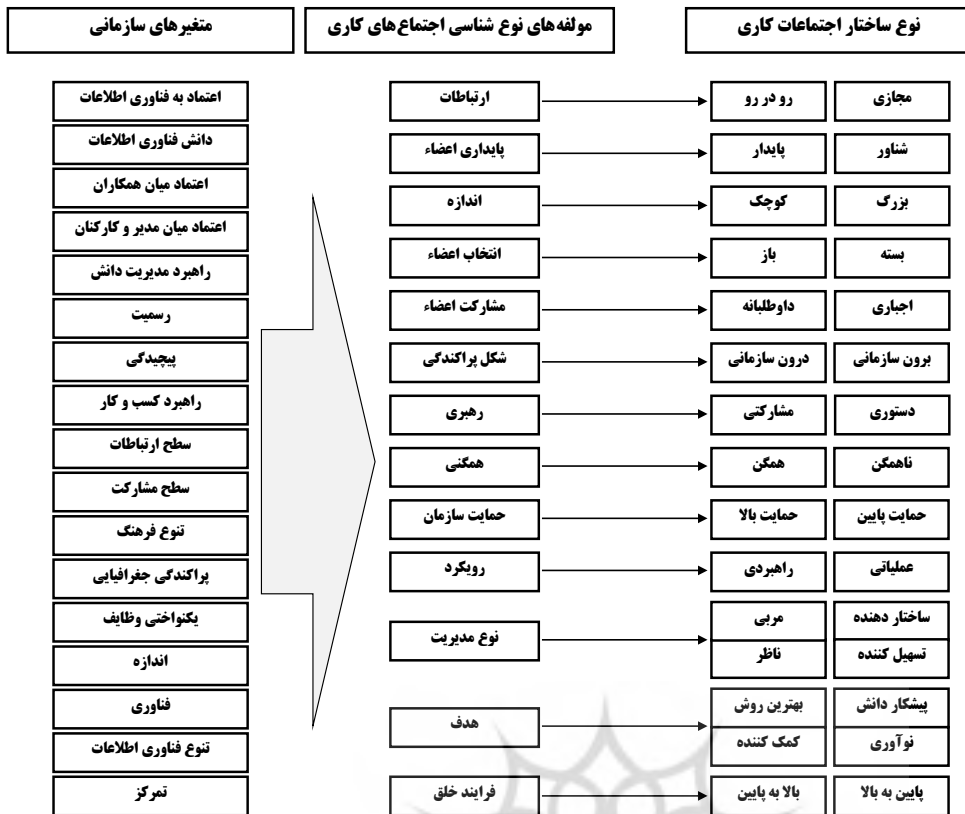 نوع ساختار اجتماعات کاری
مولفه‌های نوع شناسی اجتماع‌های کاری
متغیرهای سازمانی
اعتماد به فناوری اطلاعات
دانش فناوری اطلاعات
اعتماد میان همکاران
اعتماد میان مدیر و کارکنان
راهبرد مدیریت دانش
رسمیت
پیچیدگی
راهبرد کسب و کار
سطح ارتباطات
سطح مشارکت
تنوع فرهنگ
پراکندگی جغرافیایی
یکنواختی وظایف
اندازه
فناوری
تنوع فناوری اطلاعات
تمرکز
ارتباطات
پایداری اعضاء
اندازه
انتخاب اعضاء
مشارکت اعضاء
شکل پراکندگی
رهبری
همگنی
حمایت سازمان
رویکرد
نوع مدیریت
هدف
فرایند خلق
رو در رو
مجازی
پایدار
شناور
کوچک
بزرگ
باز
بسته
داوطلبانه
اجباری
درون سازمانی
برون سازمانی
مشارکتی
دستوری
همگن
ناهمگن
حمایت بالا
حمایت پایین
راهبردی
عملیاتی
مربی
ساختار دهنده
ناظر
تسهیل کننده
بهترین روش
پیشکار دانش
کمک کننده
نوآوری
بالا به پایین
پایین به بالا